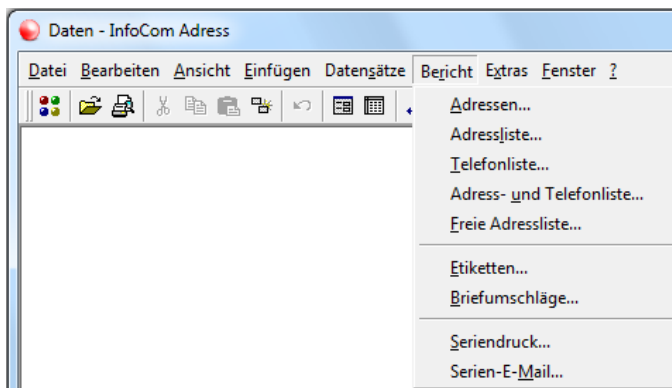 Daten - InfoCom Adress
Datei Bearbeiten Ansicht Einfügen Datensätze Bericht Extras Fenster ?
Adressen...
Adressliste...
Telefonliste...
Adress- und Telefonliste...
Freie Adressliste...
Etiketten...
Briefumschläge...
Seriendruck...
Serien-E-Mail...